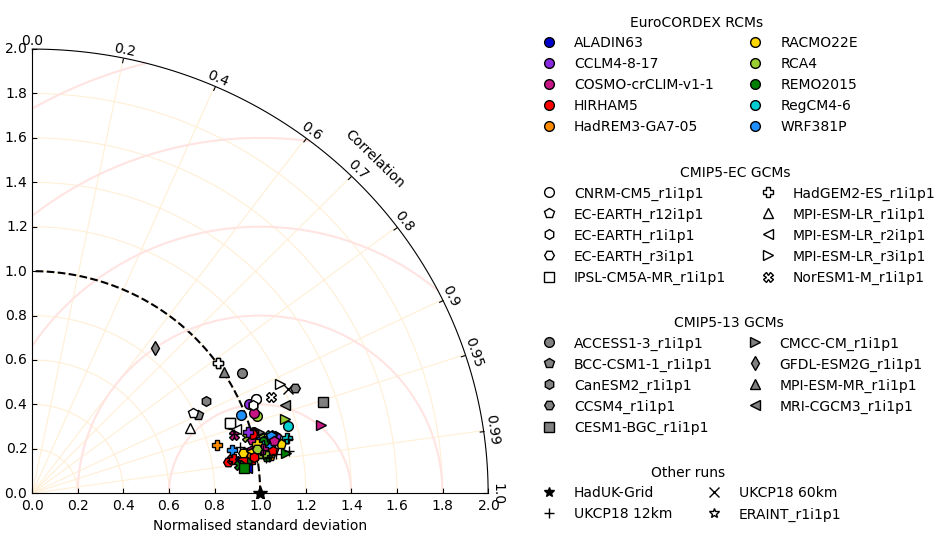 EuroCORDEX RCMs
ALADIN63 RACMO22E
CCLM4-8-17 RCA4
COSMO-crCLIM-v1-1 REMO2015
HIRHAM5 RegCM4-6
HadREM3-GA7-05 WRF381P
CMIP5-EC GCMs
CNRM-CM5_r1i1p1 HadGEM2-ES_r1i1p1
EC-EARTH_r12i1p1 MPI-ESM-LR_r1i1p1
EC-EARTH_r1i1p1 MPI-ESM-LR_r2i1p1
EC-EARTH_r3i1p1 MPI-ESM-LR_r3i1p1
IPSL-CM5A-MR_r1i1p1 NorESM1-M_r1i1p1
CMIP5-13 GCMs
ACCESS1-3_r1i1p1 CMCC-CM_r1i1p1
BCC-CSM1-1_r1i1p1 GFDL-ESM2G_r1i1p1
CanESM2_r1i1p1 MPI-ESM-MR_r1i1p1
CCSM4_r1i1p1 MRI-CGCM3_r1i1p1
CESM1-BGC_r1i1p1
Other runs
HadUK-Grid UKCP18 60km
UKCP18 12km ERAINT_r1i1p1
0.0
0.2
0.4
0.6
0.7
0.8
0.9
0.95
0.99
1.0
Correlation
2.0
1.8
1.6
1.4
1.2
1.0
0.8
0.6
0.4
0.2
0.0
0.0 0.2 0.4 0.6 0.8 1.0 1.2 1.4 1.6 1.8 2.0
Normalised standard deviation